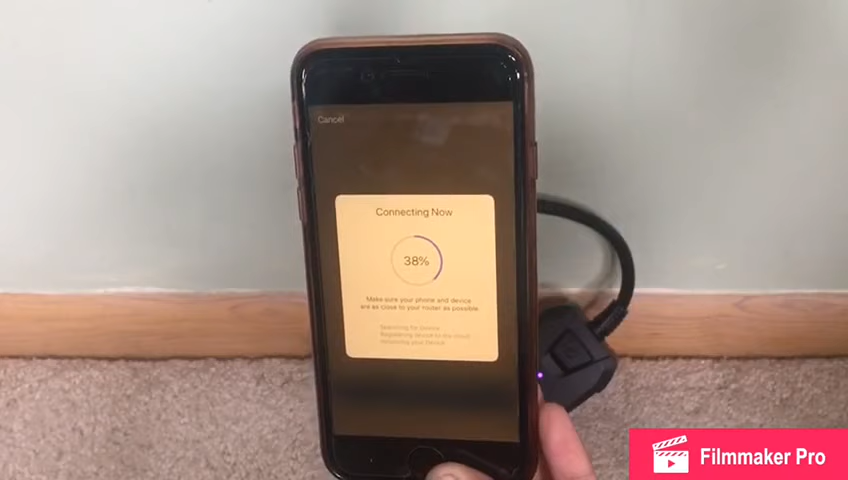 Cancel
Connecting Now
38%
Make sure your phone and device
are as close to your router as possible
Searching for device
Registering device to the cloud
Initializing your device
Filmmaker Pro